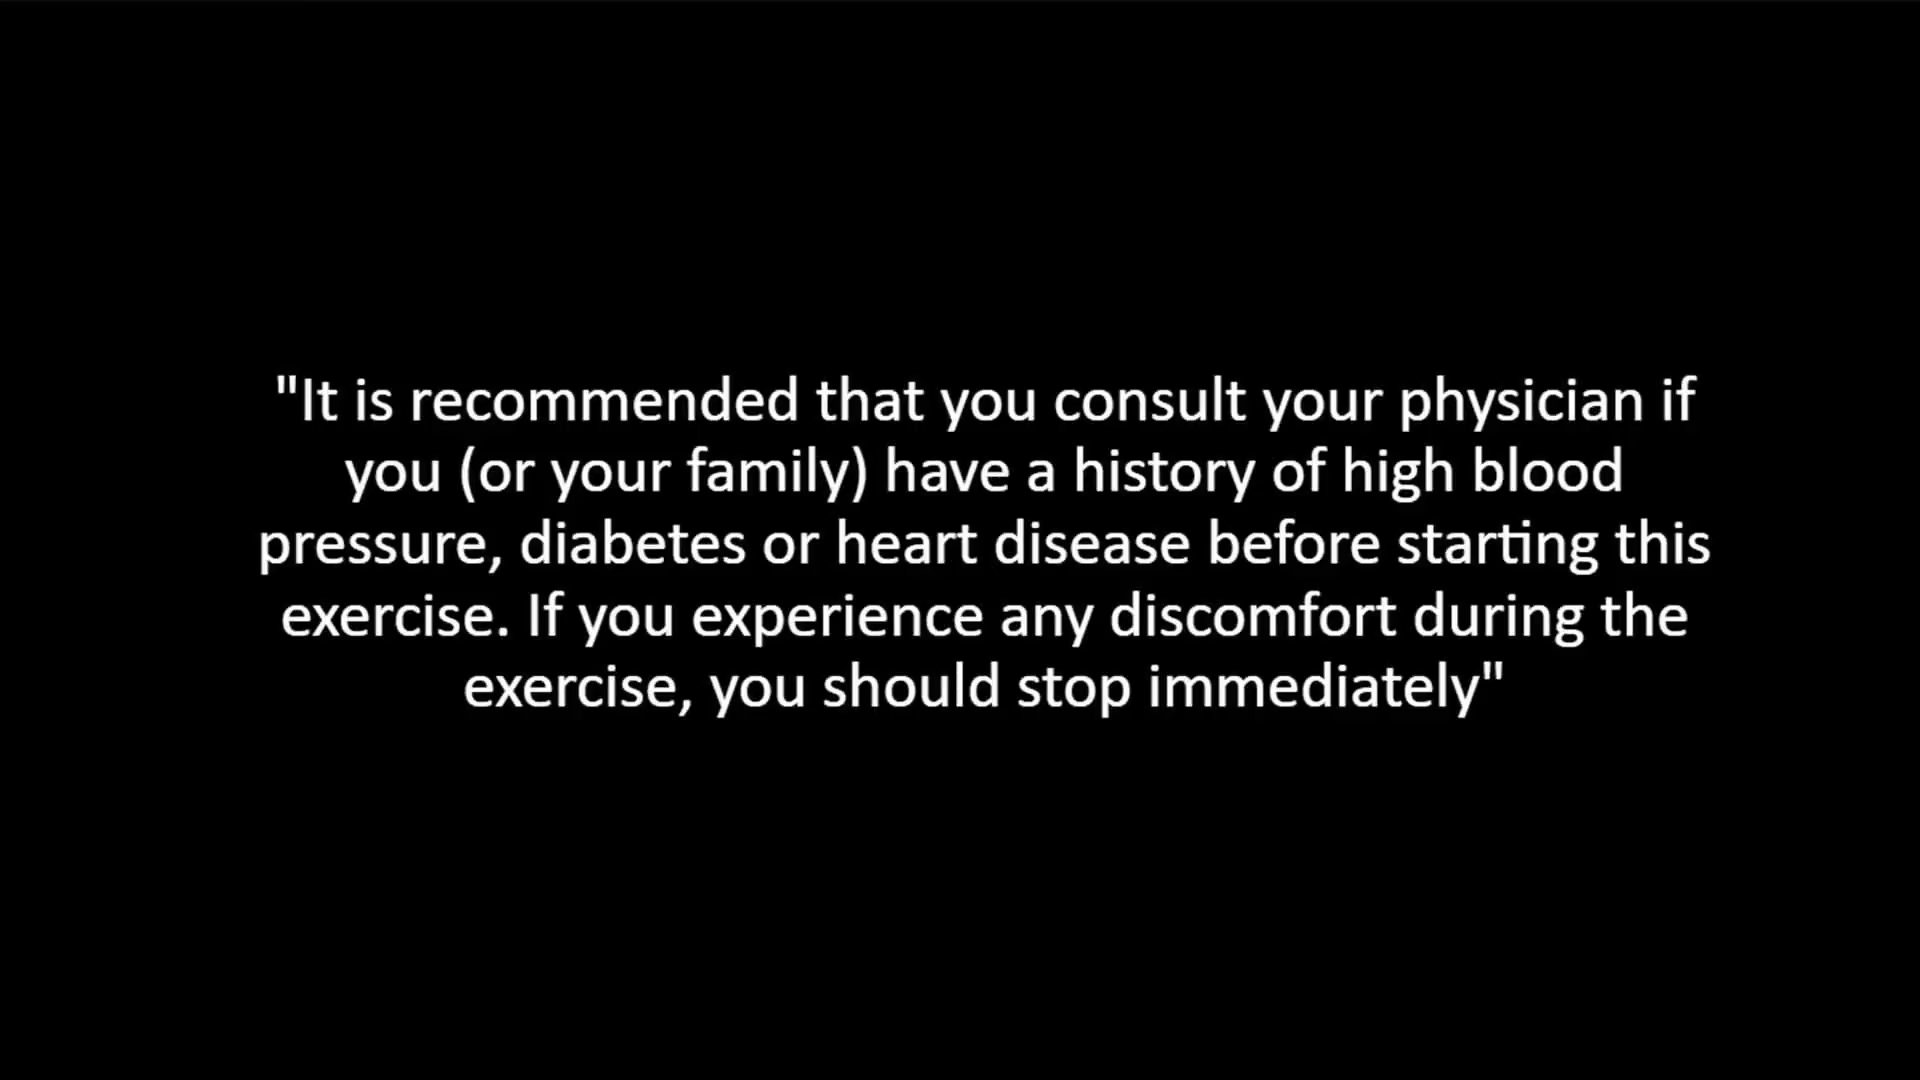 "It is recommended that you consult your physician if
you (or your family) have a history of high blood
pressure, diabetes or heart disease before starting this
exercise. If you experience any discomfort during the
exercise, you should stop immediately"